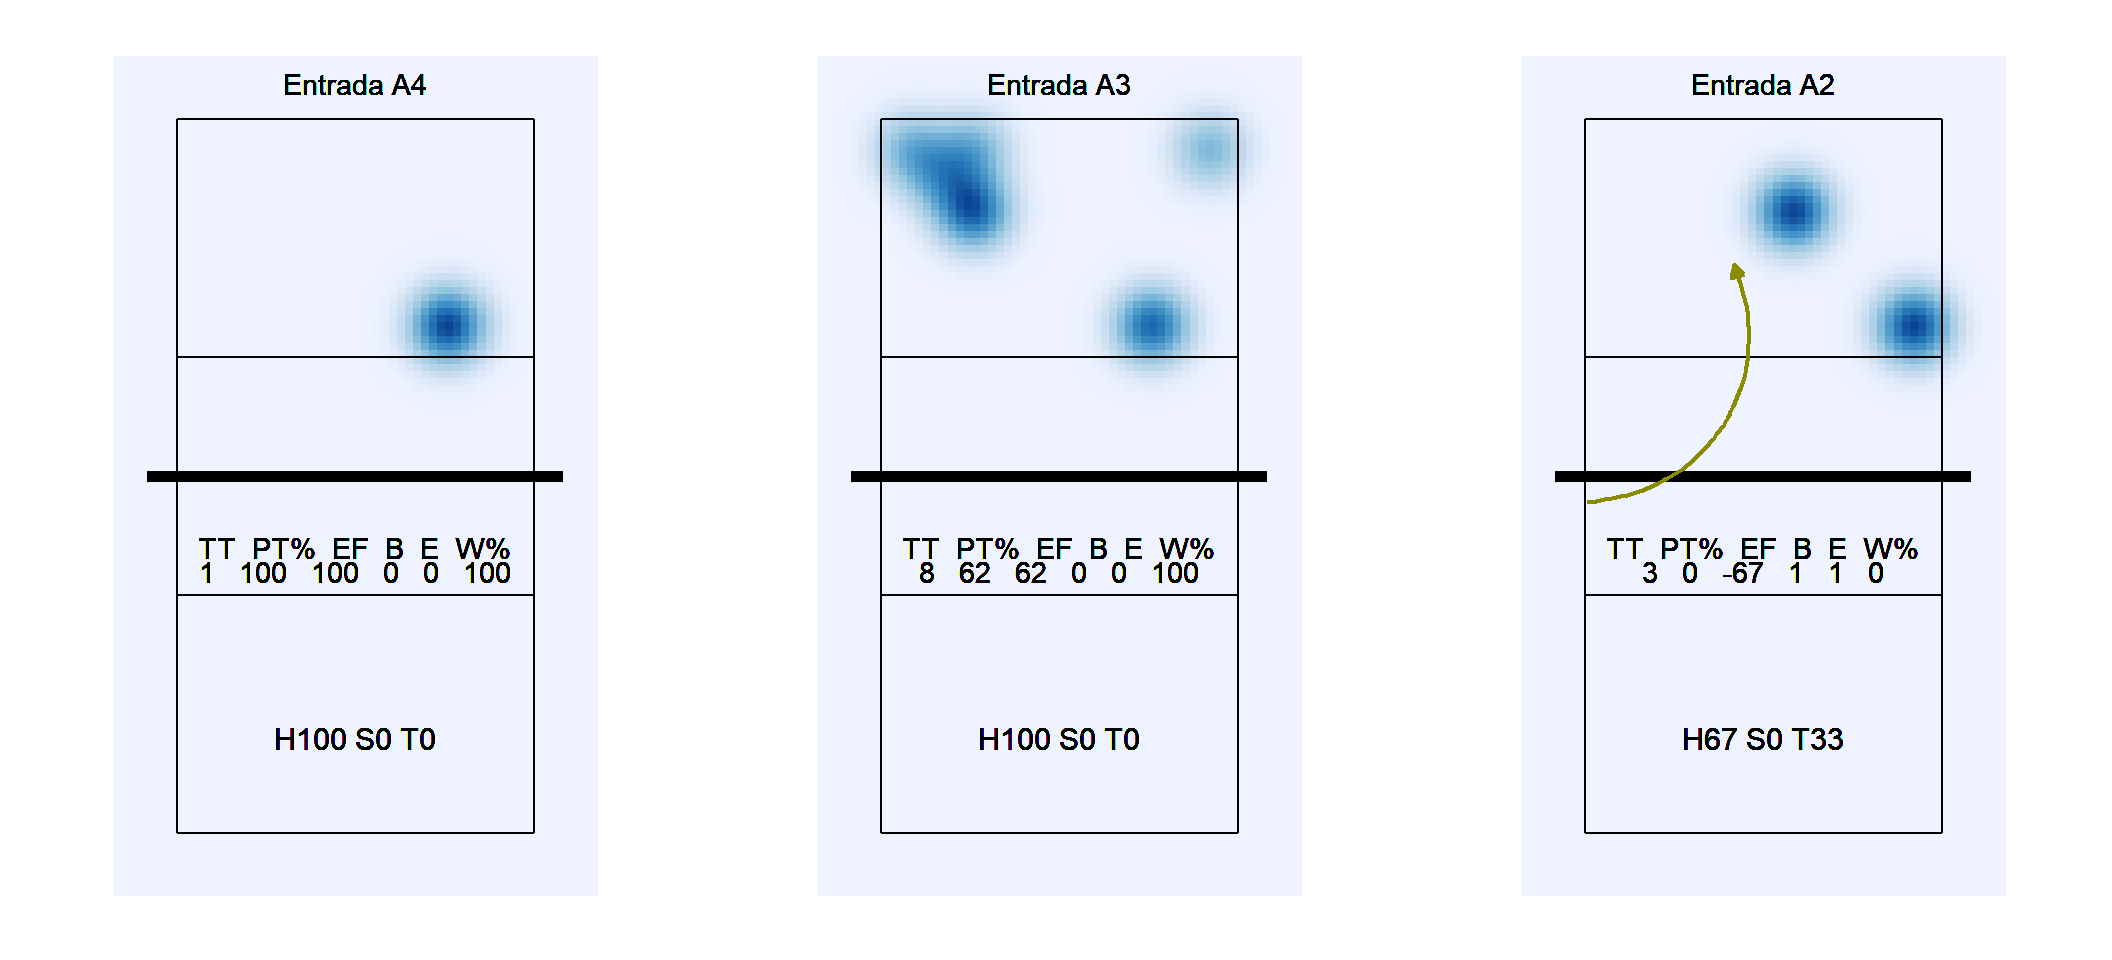 Entrada A4
TT PT% EF B E W%
1 100 100 0 0 100
H100 S0 T0
Entrada A3
TT PT% EF B E W%
8 62 62 0 0 100
H100 S0 T0
Entrada A2
TT PT% EF B E W%
3 0 -67 1 1 0
H67 S0 T33